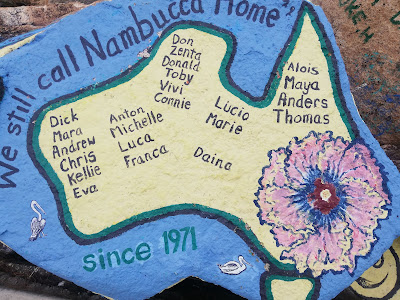 We still call Nambucca Home
Don
Zenta
Donald
Toby
Vivi
Connie
Dick
Mara
Andrew
Chris
Kellie
Eva
Anton
Michelle
Luca
Franca
Lucio
Marie
Daina
Alois
Maya
Anders
Thomas
since 1971